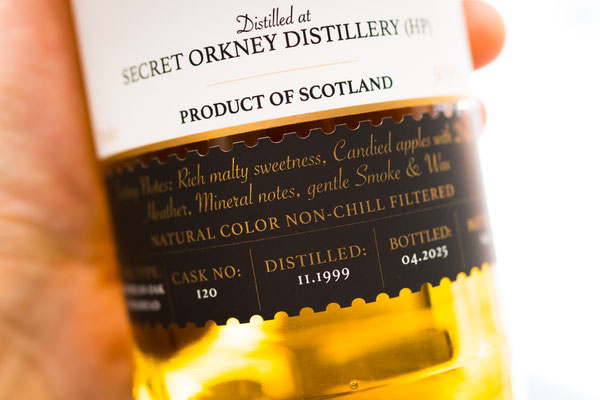 Distilled at
SECRET ORKNEY DISTILLERY (HP)
PRODUCT OF SCOTLAND
Notes: Rich malty sweetness, Candied apples with
Heather, Mineral notes, gentle Smoke & Wax
NATURAL COLOR NON-CHILL FILTERED
CASK NO:
120
DISTILLED:
11.1999
BOTTLED:
04.2025